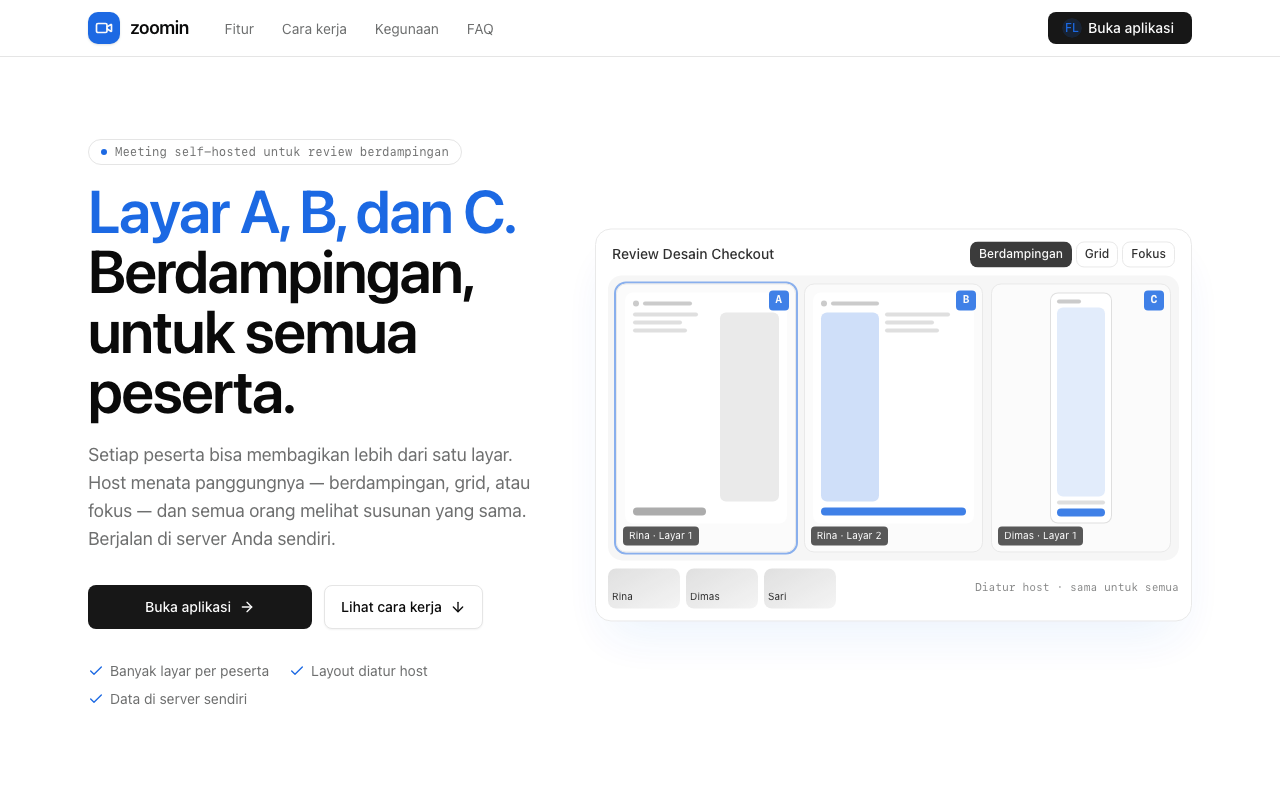 zoomin
Fitur
Cara kerja
Kegunaan
FAQ
FL
Buka aplikasi
Meeting self-hosted untuk review berdampingan
Layar A, B, dan C.
Berdampingan,
untuk semua
peserta.
Setiap peserta bisa membagikan lebih dari satu layar.
Host menata panggungnya — berdampingan, grid, atau
fokus — dan semua orang melihat susunan yang sama.
Berjalan di server Anda sendiri.
Buka aplikasi
Lihat cara kerja
Banyak layar per peserta
Layout diatur host
Data di server sendiri
Review Desain Checkout
Berdampingan
Grid
Fokus
A
B
C
Rina · Layar 1
Rina · Layar 2
Dimas · Layar 1
Rina
Dimas
Sari
Diatur host · sama untuk semua